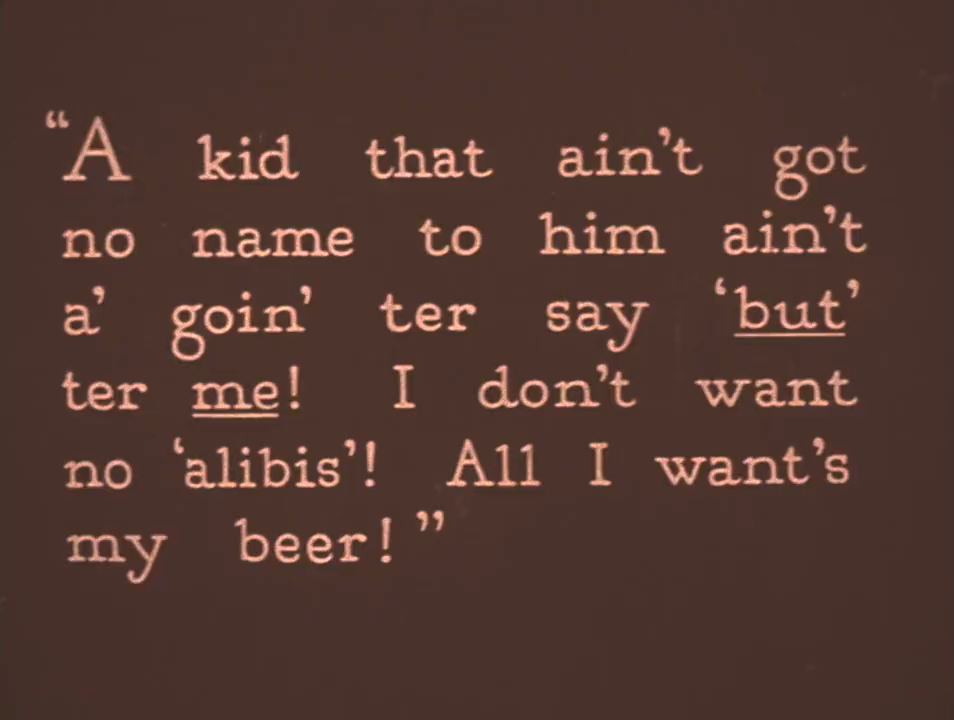 “A kid that ain’t got
no name to him ain’t
a’ goin’ ter say ‘but’
ter me! I don’t want
no ‘alibis’! All I want’s
my beer!”